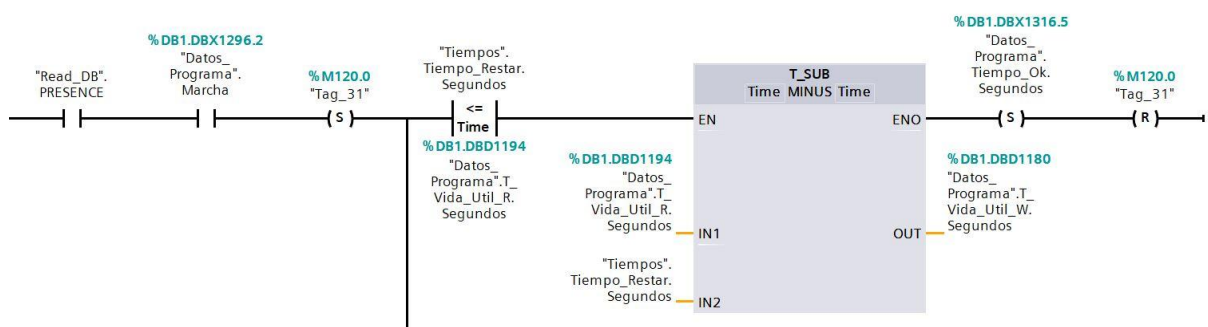 "Read_DB".
PRESENCE
%DB1.DBX1296.2
"Datos_
Programa".
Marcha
%M120.0
"Tag_31"
S
"Tiempos".
Tiempo_Restar.
Segundos
<=
Time
%DB1.DBD1194
"Datos_
Programa".T_
Vida_Util_R.
Segundos
T_SUB
Time MINUS Time
EN
ENO
%DB1.DBD1194
"Datos_
Programa".T_
Vida_Util_R.
Segundos
IN1
"Tiempos".
Tiempo_Restar.
Segundos
IN2
OUT
%DB1.DBD1180
"Datos_
Programa".T_
Vida_Util_W.
Segundos
%DB1.DBX1316.5
"Datos_
Programa".
Tiempo_Ok.
Segundos
S
%M120.0
"Tag_31"
R